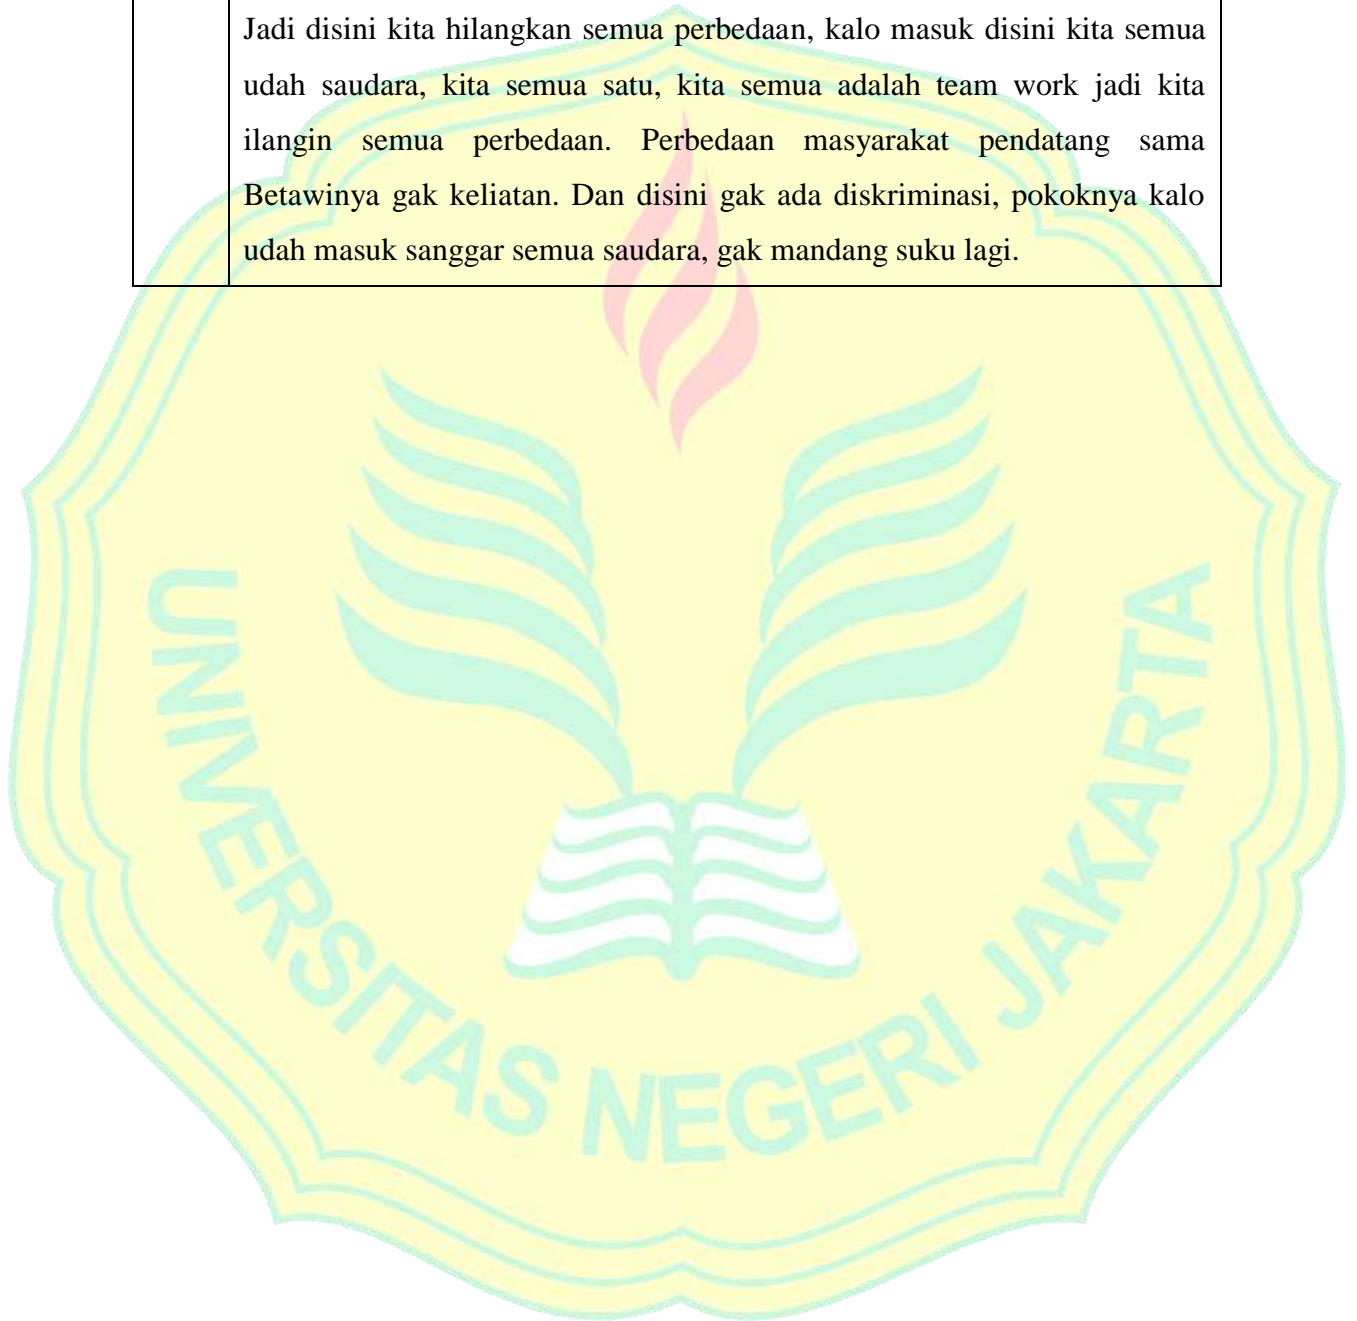 Jadi disini kita hilangkan semua perbedaan, kalo masuk disini kita semua
udah saudara, kita semua satu, kita semua adalah team work jadi kita
ilangin semua perbedaan. Perbedaan masyarakat pendatang sama
Betawinya gak keliatan. Dan disini gak ada diskriminasi, pokoknya kalo
udah masuk sanggar semua saudara, gak mandang suku lagi.
UNIVERSITAS NEGERI JAKARTA